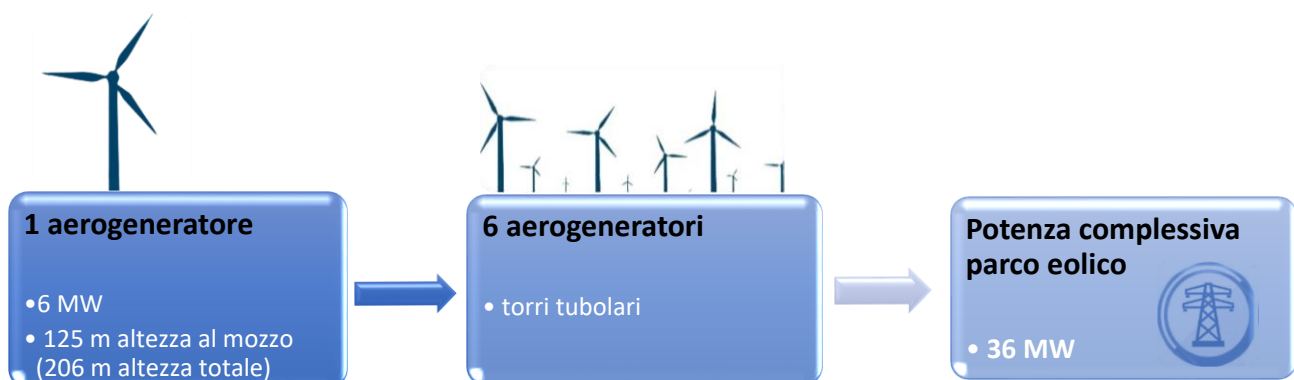 1 aerogeneratore
•6 MW
• 125 m altezza al mozzo
(206 m altezza totale)
6 aerogeneratori
• torri tubolari
Potenza complessiva
parco eolico
• 36 MW